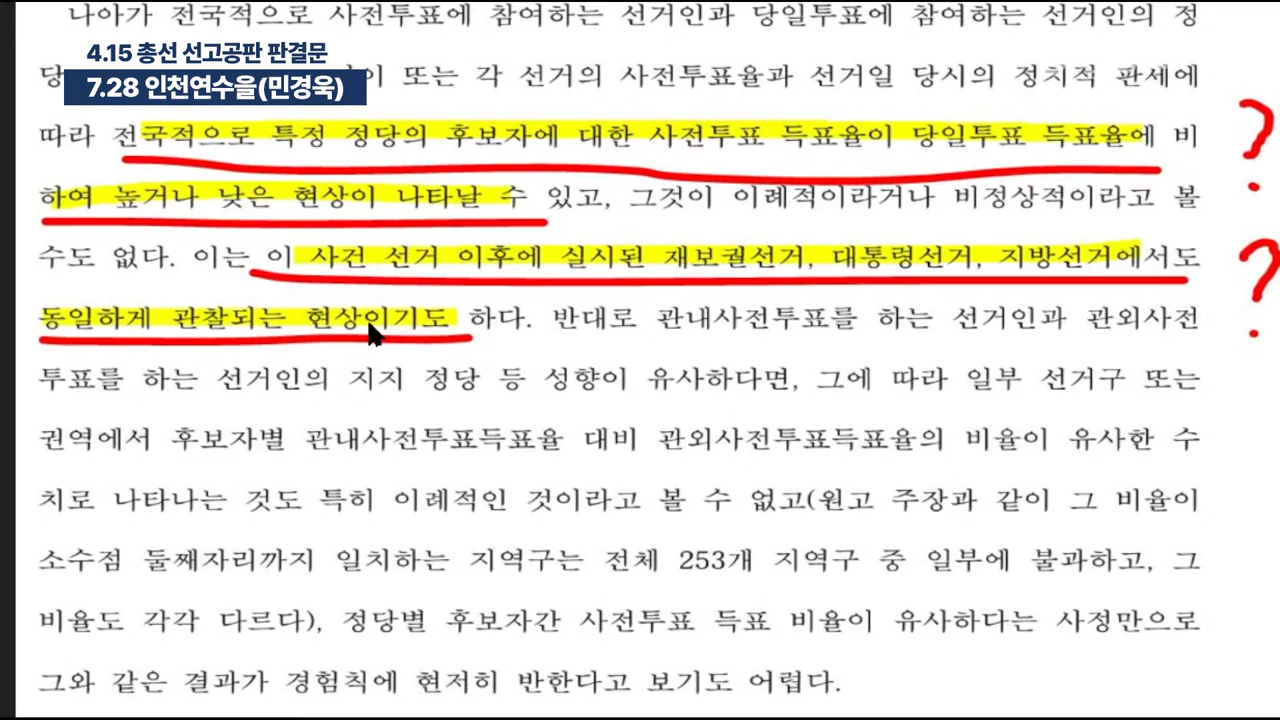 나아가 전국적으로 사전투표에 참여하는 선거인과 당일투표에 참여하는 선거인의 정
4.15 총선 선고공판 판결문
7.28 인천연수을(민경욱)
당 또는 각 선거의 사전투표율과 선거일 당시의 정치적 판세에
따라 전국적으로 특정 정당의 후보자에 대한 사전투표 득표율이 당일투표 득표율에 비
?
하여 높거나 낮은 현상이 나타날 수 있고, 그것이 이례적이라거나 비정상적이라고 볼
수도 없다. 이는 이 사건 선거 이후에 실시된 재보궐선거, 대통령선거, 지방선거에서도
?
동일하게 관찰되는 현상이기도 하다. 반대로 관내사전투표를 하는 선거인과 관외사전
투표를 하는 선거인의 지지 정당 등 성향이 유사하다면, 그에 따라 일부 선거구 또는
권역에서 후보자별 관내사전투표득표율 대비 관외사전투표득표율의 비율이 유사한 수
치로 나타나는 것도 특히 이례적인 것이라고 볼 수 없고(원고 주장과 같이 그 비율이
소수점 둘째자리까지 일치하는 지역구는 전체 253개 지역구 중 일부에 불과하고, 그
비율도 각각 다르다), 정당별 후보자간 사전투표 득표 비율이 유사하다는 사정만으로
그와 같은 결과가 경험칙에 현저히 반한다고 보기도 어렵다.